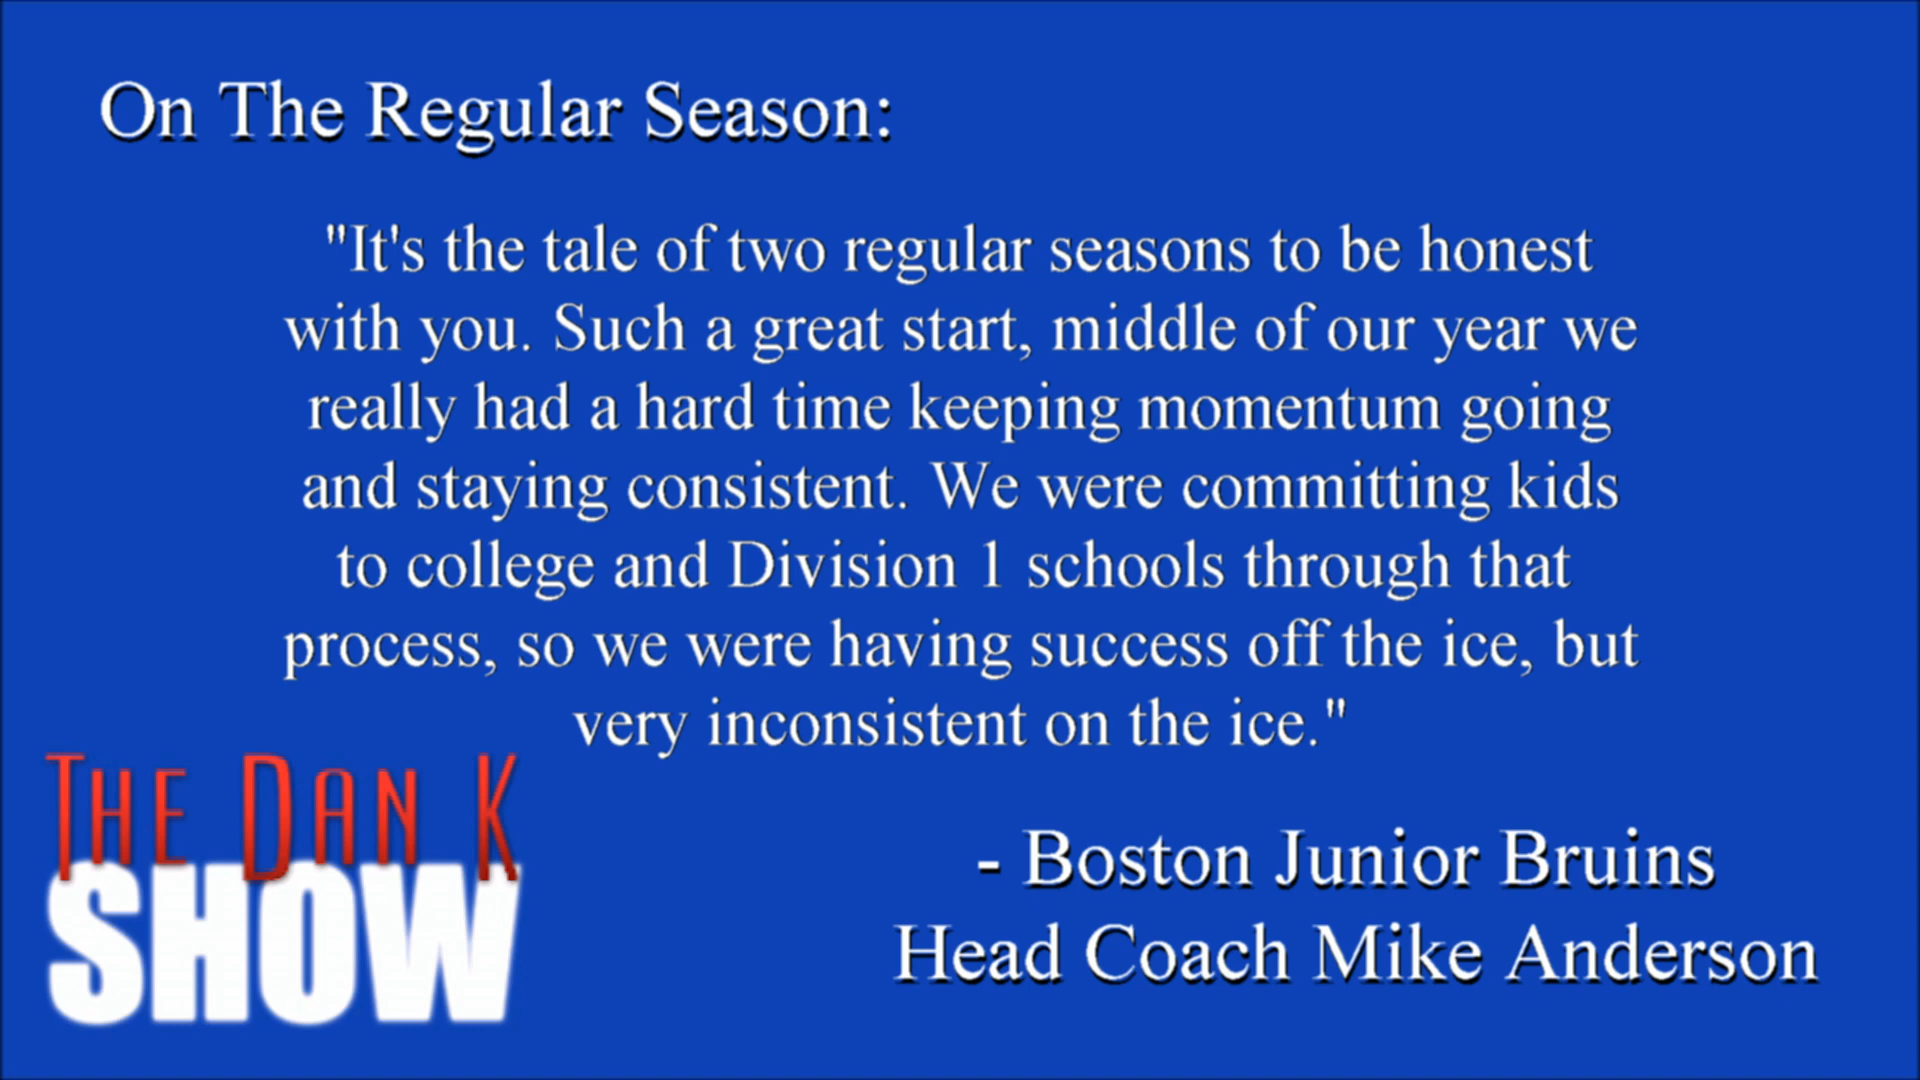 On The Regular Season:
"It's the tale of two regular seasons to be honest
with you. Such a great start, middle of our year we
really had a hard time keeping momentum going
and staying consistent. We were committing kids
to college and Division 1 schools through that
process, so we were having success off the ice, but
very inconsistent on the ice."
THE DAN K
SHOW
- Boston Junior Bruins
Head Coach Mike Anderson